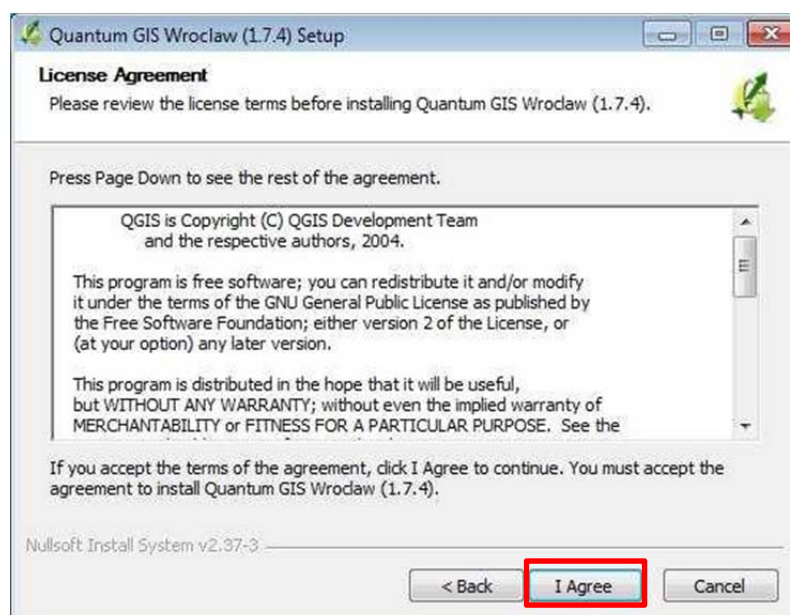 Quantum GIS Wroclaw (1.7.4) Setup
License Agreement
Please review the license terms before installing Quantum GIS Wroclaw (1.7.4).
Press Page Down to see the rest of the agreement.
QGIS is Copyright (C) QGIS Development Team
and the respective authors, 2004.
This program is free software; you can redistribute it and/or modify
it under the terms of the GNU General Public License as published by
the Free Software Foundation; either version 2 of the License, or
(at your option) any later version.
This program is distributed in the hope that it will be useful,
but WITHOUT ANY WARRANTY; without even the implied warranty of
MERCHANTABILITY or FITNESS FOR A PARTICULAR PURPOSE. See the
If you accept the terms of the agreement, click I Agree to continue. You must accept the
agreement to install Quantum GIS Wroclaw (1.7.4).
Nullsoft Install System v2.37-3
< Back I Agree Cancel